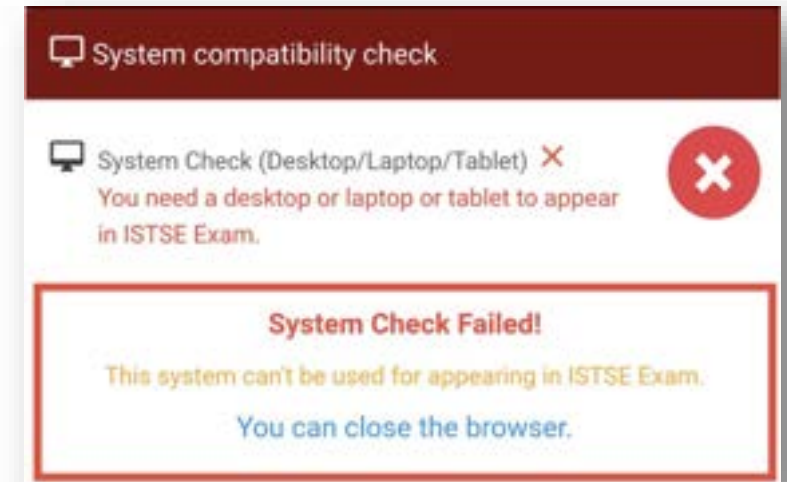 System compatibility check
System Check (Desktop/Laptop/Tablet)
You need a desktop or laptop or tablet to appear
in ISTSE Exam.
System Check Failed!
This system can't be used for appearing in ISTSE Exam.
You can close the browser.